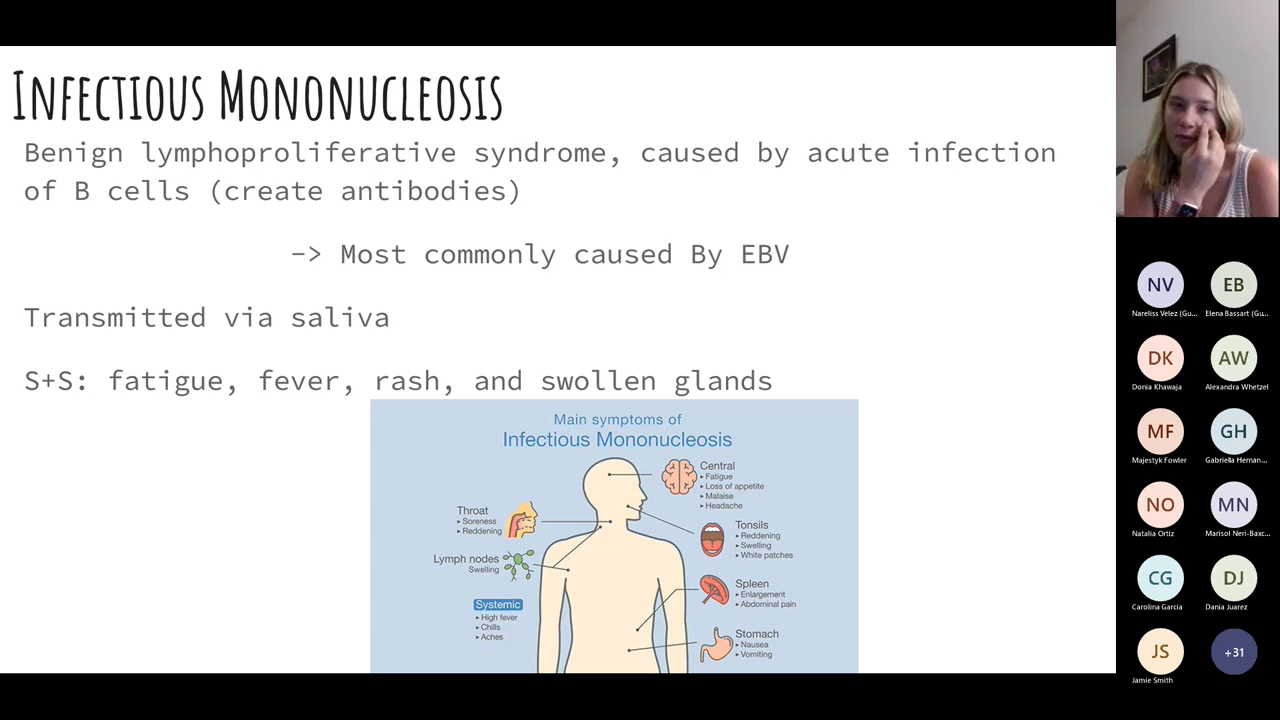 Infectious Mononucleosis
Benign lymphoproliferative syndrome, caused by acute infection
of B cells (create antibodies)
-> Most commonly caused By EBV
Transmitted via saliva
S+S: fatigue, fever, rash, and swollen glands
Main symptoms of
Infectious Mononucleosis
Central
▸ Fatigue
▸ Loss of appetite
▸ Malaise
▸ Headache
Throat
▸ Soreness
▸ Reddening
Tonsils
▸ Reddening
▸ Swelling
▸ White patches
Lymph nodes
Swelling
Spleen
▸ Enlargement
▸ Abdominal pain
Systemic
▸ High fever
▸ Chills
▸ Aches
Stomach
▸ Nausea
▸ Vomiting
NV
EB
Nareliss Velez (Gu...
Elena Bassart (Gu...
DK
AW
Donia Khawaja
Alexandra Whetzel
MF
GH
Majestyk Fowler
Gabriella Hernan...
NO
MN
Natalia Ortiz
Marisol Neri-Baxc...
CG
DJ
Carolina Garcia
Dania Juarez
JS
+31
Jamie Smith